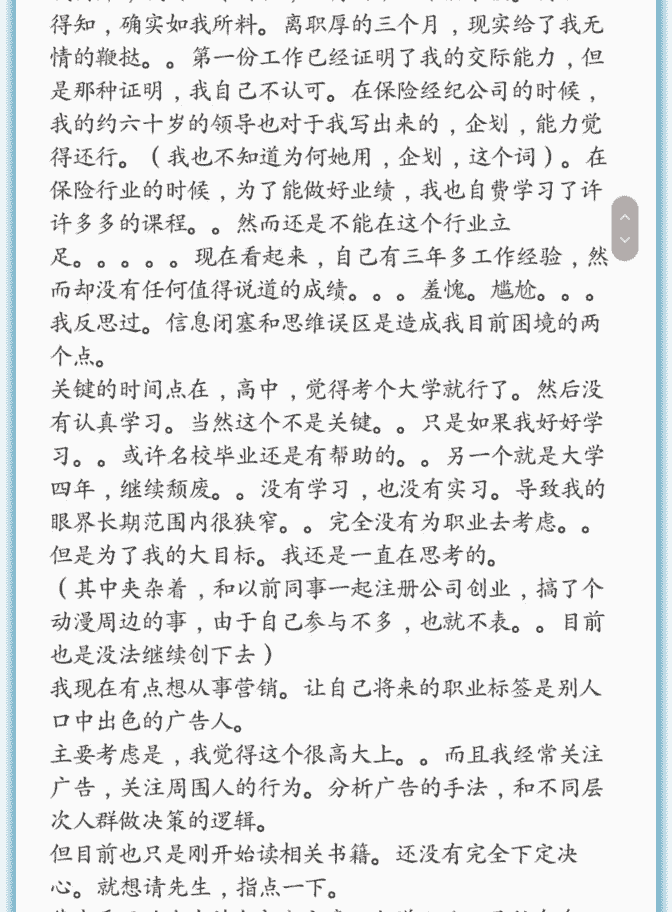 得知，确实如我所料。离职厚的三个月，现实给了我无
情的鞭挞。。第一份工作已经证明了我的交际能力，但
是那种证明，我自己不认可。在保险经纪公司的时候，
我的约六十岁的领导也对于我写出来的，企划，能力觉
得还行。（我也不知道为何她用，企划，这个词）。在
保险行业的时候，为了能做好业绩，我也自费学习了许
许多多的课程。。然而还是不能在这个行业立
足。。。。。现在看起来，自己有三年多工作经验，然
而却没有任何值得说道的成绩。。。羞愧。尴尬。。。
我反思过。信息闭塞和思维误区是造成我目前困境的两
个点。
关键的时间点在，高中，觉得考个大学就行了。然后没
有认真学习。当然这个不是关键。。只是如果我好好学
习。。或许名校毕业还是有帮助的。。另一个就是大学
四年，继续颓废。。没有学习，也没有实习。导致我的
眼界长期范围内很狭窄。。完全没有为职业去考虑。。
但是为了我的大目标。我还是一直在思考的。
（其中夹杂着，和以前同事一起注册公司创业，搞了个
动漫周边的事，由于自己参与不多，也就不表。。目前
也是没法继续创下去）
我现在有点想从事营销。让自己将来的职业标签是别人
口中出色的广告人。
主要考虑是，我觉得这个很高大上。。而且我经常关注
广告，关注周围人的行为。分析广告的手法，和不同层
次人群做决策的逻辑。
但目前也只是刚开始读相关书籍。还没有完全下定决
心。就想请先生，指点一下。